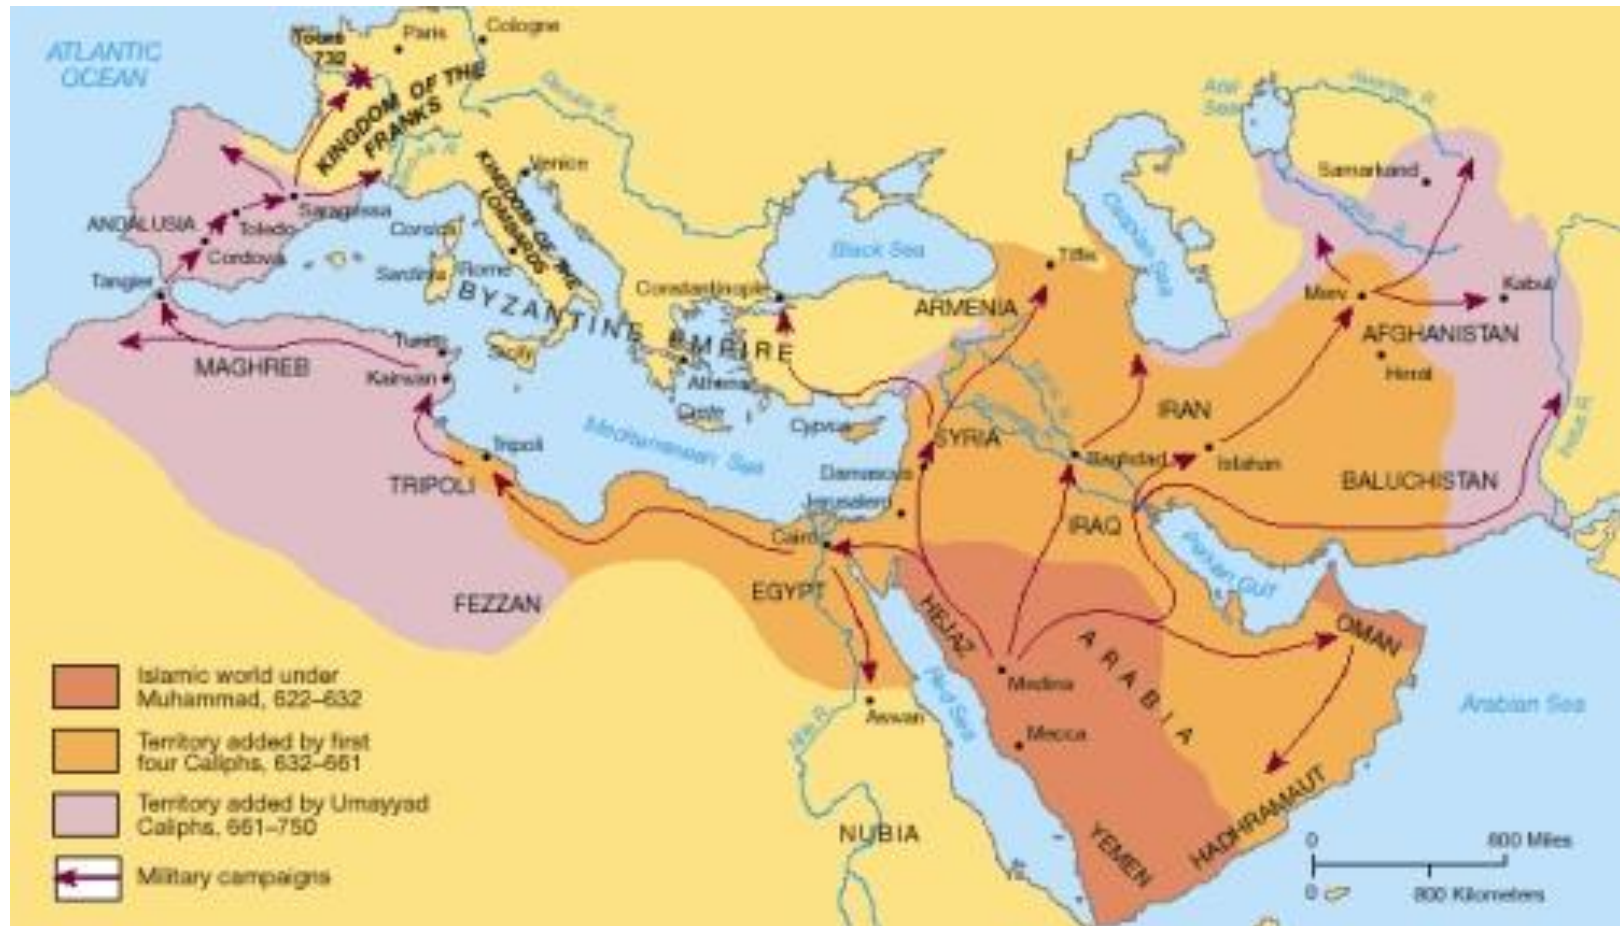 ATLANTIC
OCEAN
Tours
732
Paris
Cologne
KINGDOM OF THE
FRANKS
Danube R.
KINGDOM OF THE
LOMBARDS
Venice
ANDALUSIA
Saragossa
Toledo
Cordova
Tangier
Corsica
Sardinia
Rome
Sicily
BYZANTINE EMPIRE
Constantinople
Black Sea
Athens
Crete
Cyprus
Mediterranean Sea
Tunis
Kairwan
MAGHREB
Tripoli
TRIPOLI
FEZZAN
ARMENIA
Tiflis
Caspian Sea
Aral
Sea
Samarkand
Merv
Kabul
AFGHANISTAN
Herat
IRAN
SYRIA
Damascus
Jerusalem
Baghdad
Isfahan
IRAQ
BALUCHISTAN
Indus R.
Persian Gulf
Cairo
EGYPT
HEJAZ
ARABIA
OMAN
Medina
Mecca
Red Sea
Aswan
Nile R.
Arabian Sea
HADHRAMAUT
YEMEN
NUBIA
Islamic world under
Muhammad, 622–632
Territory added by first
four Caliphs, 632–661
Territory added by Umayyad
Caliphs, 661–750
Military campaigns
0 800 Miles
0 800 Kilometers